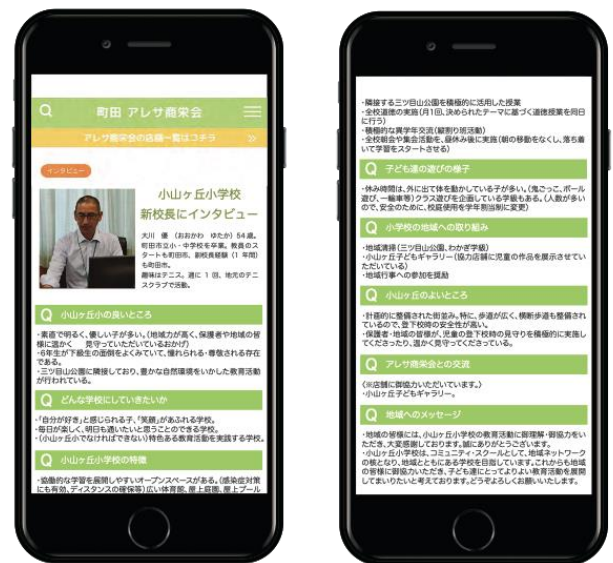 町田 アレサ商栄会
アレサ商栄会の店舗一覧はコチラ
インタビュー
小山ヶ丘小学校
新校長にインタビュー
大川 優 (おおかわ ゆたか) 54歳。
町田市立小・中学校を卒業。教員のス
タートも町田市、副校長経験 (1 年間)
も町田市。
趣味はテニス。週に 1 回、地元のテニ
スクラブで活動。
Q 小山ヶ丘小の良いところ
・素直で明るく、優しい子が多い。(地域力が高く、保護者や地域の皆
様に温かく 見守っていただいているおかげ)
・6年生が下級生の面倒をよくみていて、憧れられる・尊敬される存在
である。
・三ツ目山公園に隣接しており、豊かな自然環境をいかした教育活動
が行われている。
Q どんな学校にしていきたいか
・「自分が好き」と感じられる子、「笑顔」があふれる学校。
・毎日が楽しく、明日も通いたいと思うことのできる学校。
・(小山ヶ丘小でなければできない)特色ある教育活動を実践する学校。
Q 小山ヶ丘小学校の特徴
・協働的な学習を展開しやすいオープンスペースがある。(感染症対策
にも有効、ディスタンスの確保等)広い体育館、屋上庭園、屋上プール
・隣接する三ツ目山公園を積極的に活用した授業
・全校道徳の実施(月1回、決められたテーマに基づく道徳授業を同日
に行う)
・積極的な異学年交流(縦割り班活動)
・全校朝会や集会活動を、昼休み後に実施(朝の移動をなくし、落ち着
いて学習をスタートさせる)
Q 子ども達の遊びの様子
・休み時間は、外に出て体を動かしている子が多い。(鬼ごっこ、ボール
遊び、一輪車等)クラス遊びを企画している学級もある。(人数が多い
ので、安全のために、校庭使用を学年割当制に変更)
Q 小学校の地域への取り組み
・地域清掃(三ツ目山公園、わかぎ学級)
・小山ヶ丘子どもギャラリー(協力店舗に児童の作品を展示させてい
ただいている)
・地域行事への参加を奨励
Q 小山ヶ丘のよいところ
・計画的に整備された街並み。特に、歩道が広く、横断歩道も整備され
ているので、登下校時の安全性が高い。
・保護者・地域の皆様が、児童の登下校時の見守りを積極的に実施し
てくださったり、温かく見守ってくださっている。
Q アレサ商栄会との交流
(※店舗に御協力いただいています。)
・小山ヶ丘子どもギャラリー。
Q 地域へのメッセージ
・地域の皆様には、小山ヶ丘小学校の教育活動に御理解・御協力をい
ただき、大変感謝しております。誠にありがとうございます。
・小山ヶ丘小学校は、コミュニティ・スクールとして、地域ネットワーク
の核となり、地域とともにある学校を目指しています。これからも地域
の皆様に御協力いただき、子ども達にとってよりよい教育活動を展開
してまいりたいと考えております。どうぞよろしくお願いいたします。